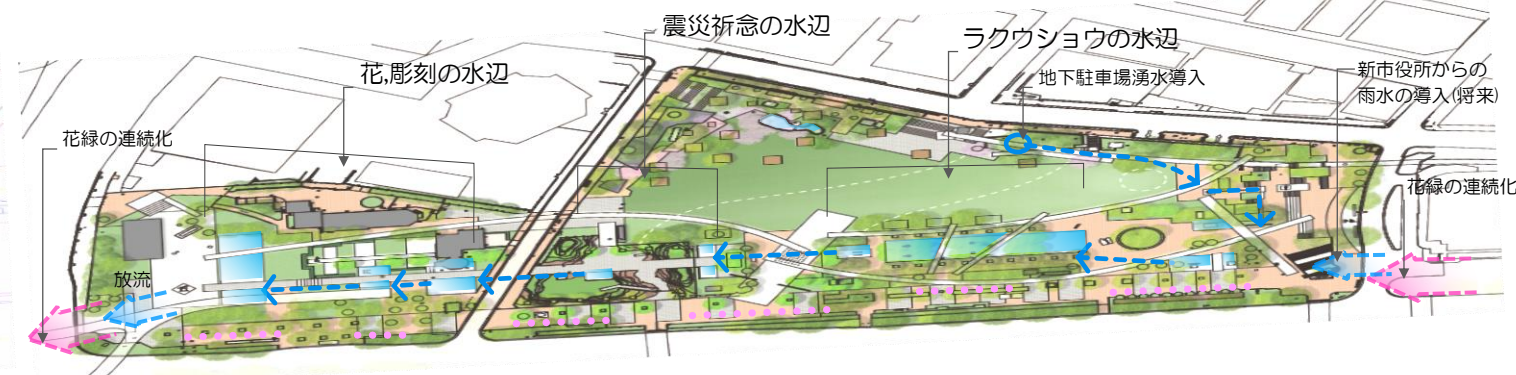 震災祈念の水辺
ラクウショウの水辺
花,彫刻の水辺
地下駐車場湧水導入
新市役所からの
雨水の導入(将来)
花緑の連続化
花緑の連続化
放流